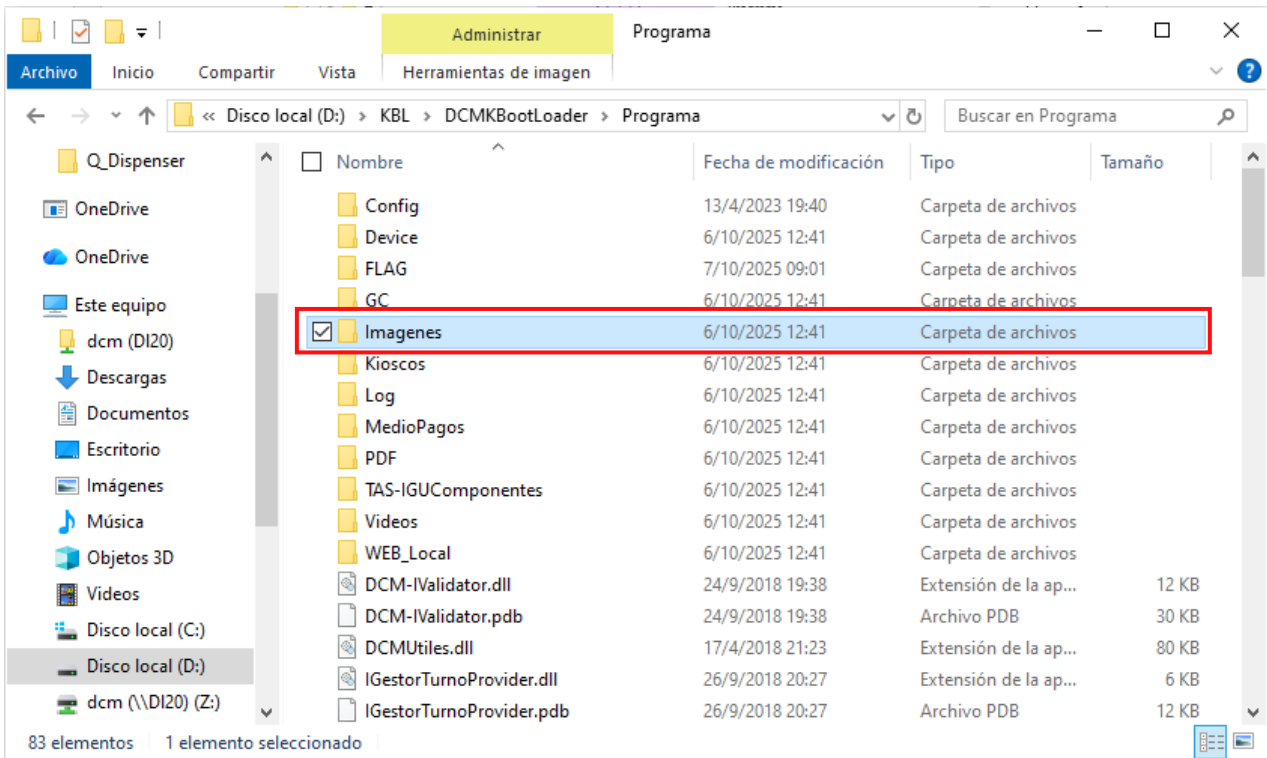 Administrar Programa
Archivo Inicio Compartir Vista Herramientas de imagen
« Disco local (D:) > KBL > DCMKBootLoader > Programa Buscar en Programa
Q_Dispenser
OneDrive
OneDrive
Este equipo
dcm (DI20)
Descargas
Documentos
Escritorio
Imágenes
Música
Objetos 3D
Videos
Disco local (C:)
Disco local (D:)
dcm (\\DI20) (Z:)
Nombre Fecha de modificación Tipo Tamaño
Config 13/4/2023 19:40 Carpeta de archivos
Device 6/10/2025 12:41 Carpeta de archivos
FLAG 7/10/2025 09:01 Carpeta de archivos
GC 6/10/2025 12:41 Carpeta de archivos
Imagenes 6/10/2025 12:41 Carpeta de archivos
Kioscos 6/10/2025 12:41 Carpeta de archivos
Log 6/10/2025 12:41 Carpeta de archivos
MedioPagos 6/10/2025 12:41 Carpeta de archivos
PDF 6/10/2025 12:41 Carpeta de archivos
TAS-IGUComponentes 6/10/2025 12:41 Carpeta de archivos
Videos 6/10/2025 12:41 Carpeta de archivos
WEB_Local 6/10/2025 12:41 Carpeta de archivos
DCM-IValidator.dll 24/9/2018 19:38 Extensión de la ap... 12 KB
DCM-IValidator.pdb 24/9/2018 19:38 Archivo PDB 30 KB
DCMUtiles.dll 17/4/2018 21:23 Extensión de la ap... 80 KB
IGestorTurnoProvider.dll 26/9/2018 20:27 Extensión de la ap... 6 KB
IGestorTurnoProvider.pdb 26/9/2018 20:27 Archivo PDB 12 KB
83 elementos 1 elemento seleccionado